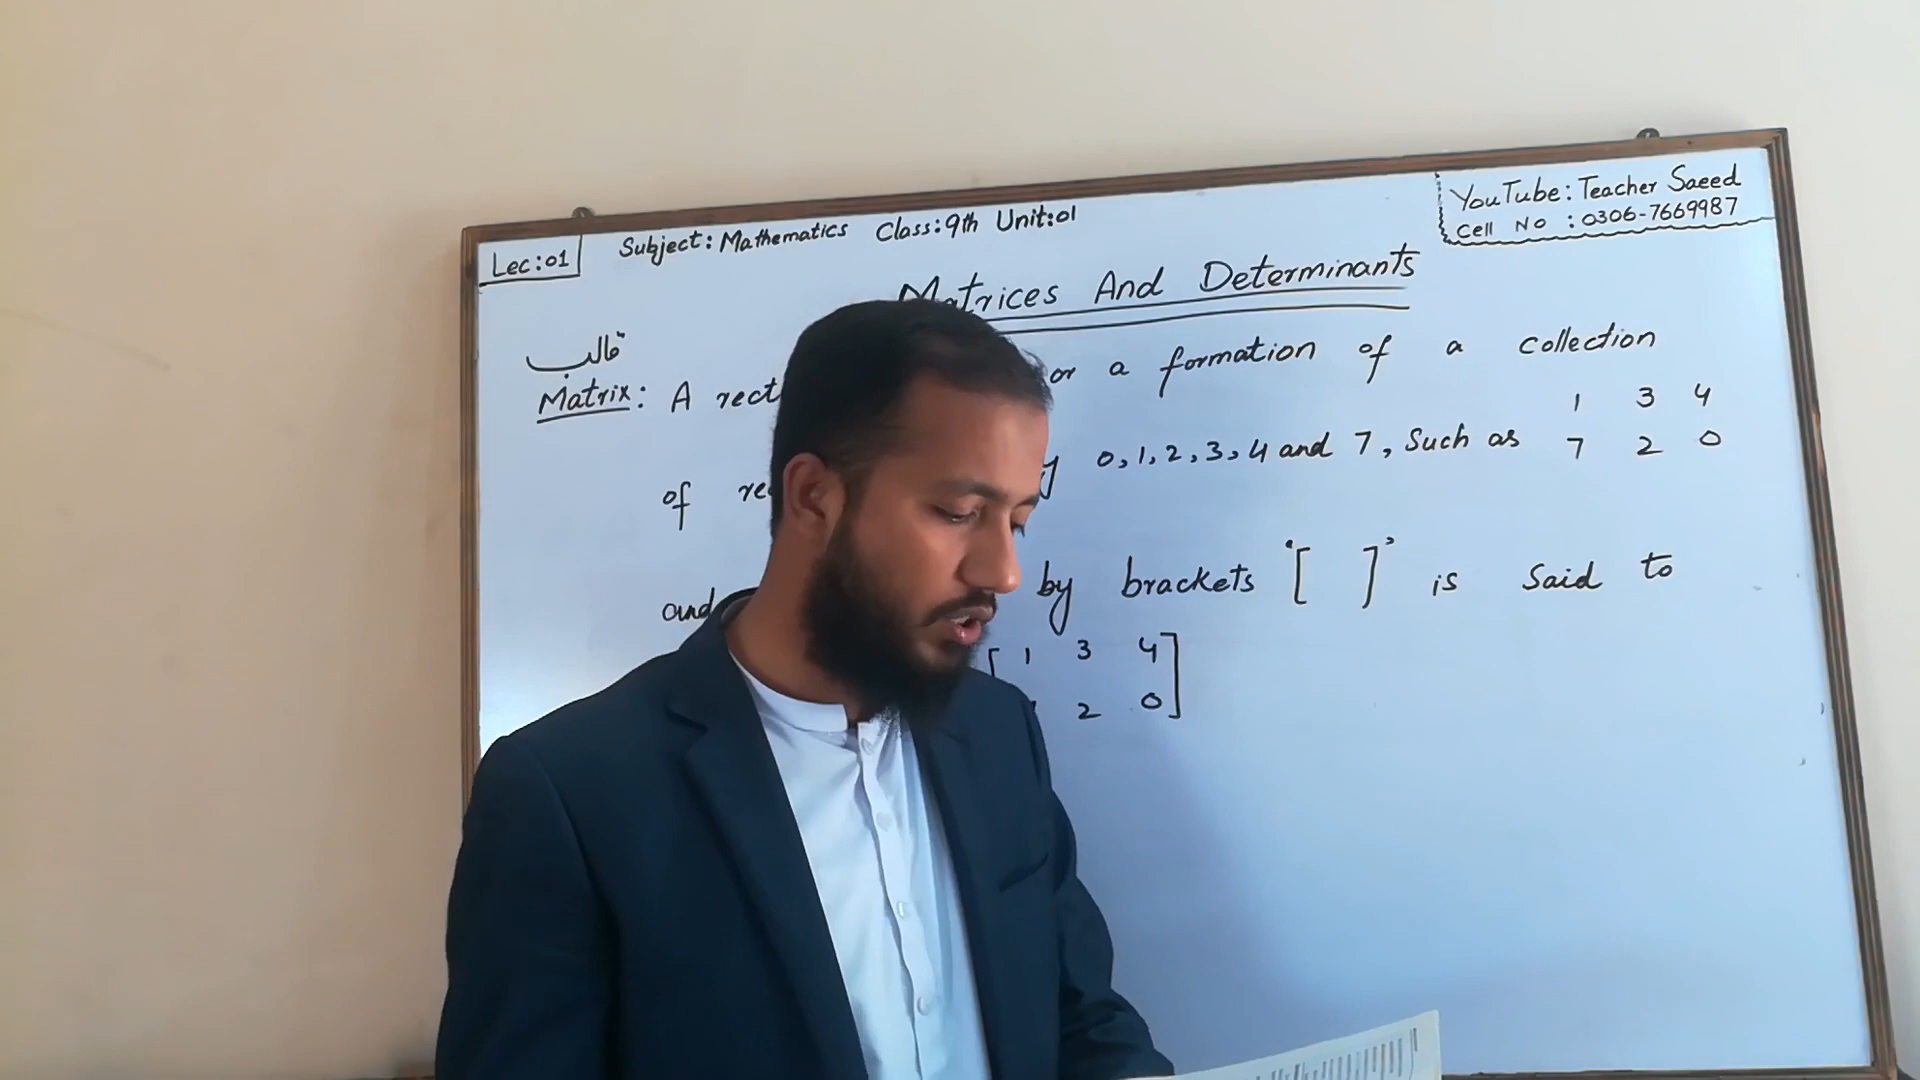 Lec:01
Subject: Mathematics Class:9th Unit:01
YouTube: Teacher Saeed
Cell No : 0306-7669987
Matrices And Determinants
قالب
Matrix: A rect or a formation of a collection
of 0,1,2,3,4 and 7, Such as 1 3 4
7 2 0
and by brackets '[ ]' is Said to
[ 1 3 4 ]
2 0